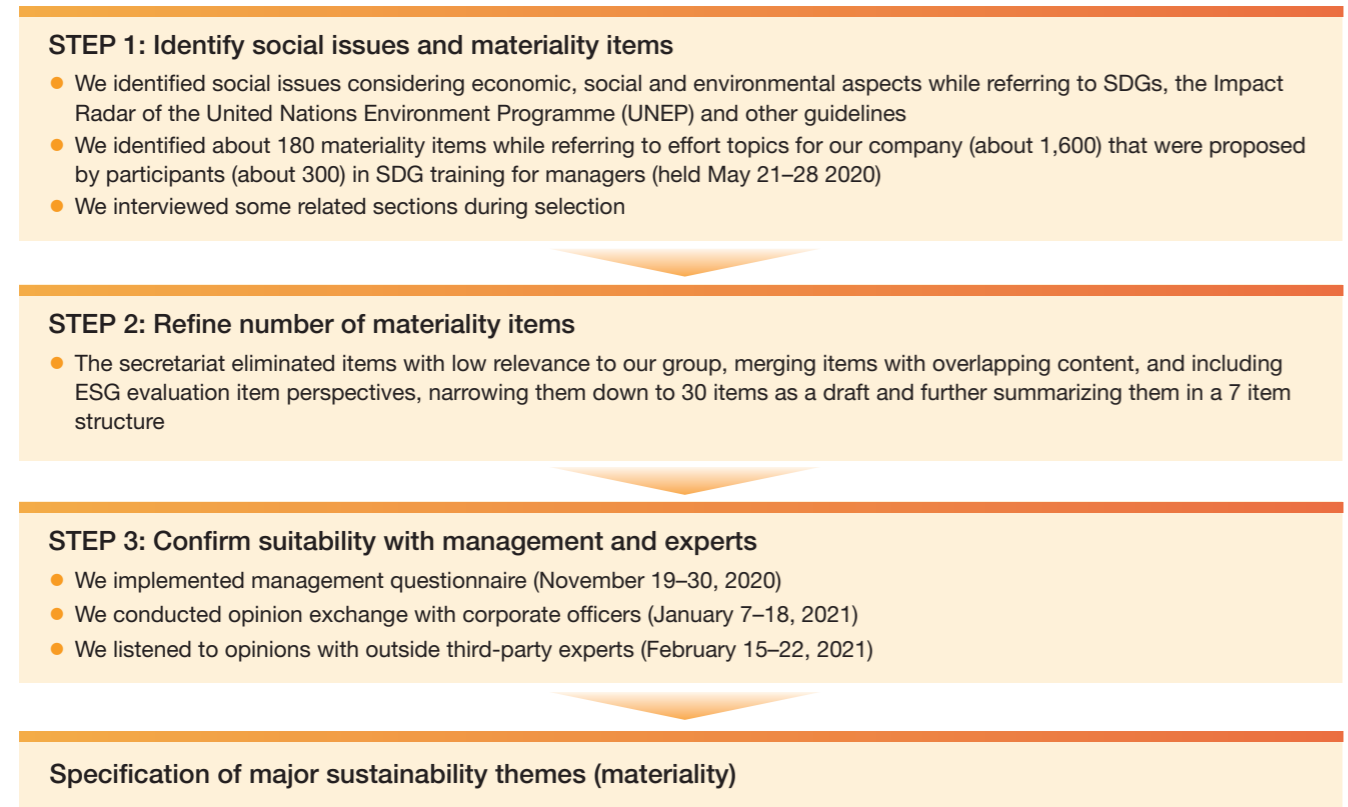 STEP 1: Identify social issues and materiality items
● We identified social issues considering economic, social and environmental aspects while referring to SDGs, the Impact
Radar of the United Nations Environment Programme (UNEP) and other guidelines
● We identified about 180 materiality items while referring to effort topics for our company (about 1,600) that were proposed
by participants (about 300) in SDG training for managers (held May 21–28 2020)
● We interviewed some related sections during selection
STEP 2: Refine number of materiality items
● The secretariat eliminated items with low relevance to our group, merging items with overlapping content, and including
ESG evaluation item perspectives, narrowing them down to 30 items as a draft and further summarizing them in a 7 item
structure
STEP 3: Confirm suitability with management and experts
● We implemented management questionnaire (November 19–30, 2020)
● We conducted opinion exchange with corporate officers (January 7–18, 2021)
● We listened to opinions with outside third-party experts (February 15–22, 2021)
Specification of major sustainability themes (materiality)